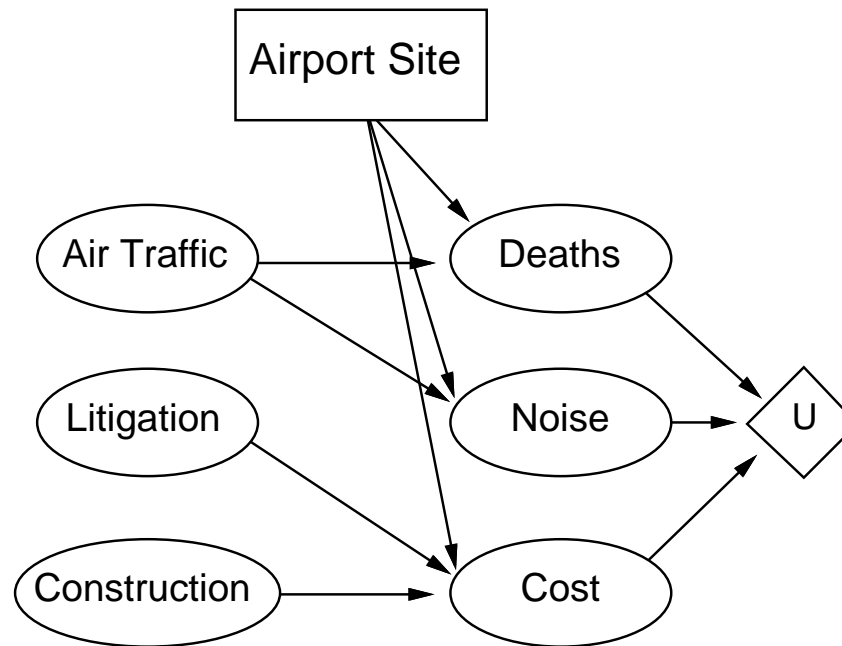 Airport Site
Air Traffic
Deaths
Litigation
Noise
U
Construction
Cost